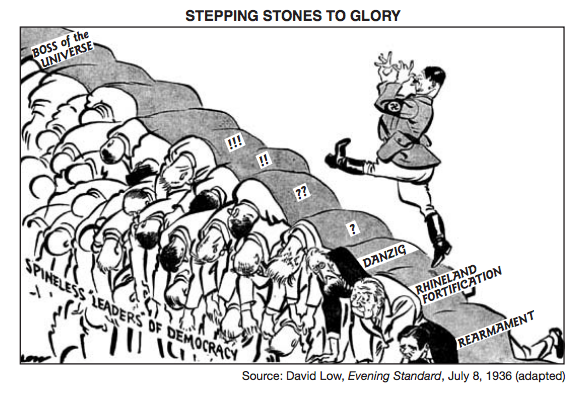 STEPPING STONES TO GLORY
BOSS of the
UNIVERSE
!!!
!!
??
?
DANZIG
RHINELAND
FORTIFICATION
REARMAMENT
SPINELESS LEADERS OF DEMOCRACY
LOW
Source: David Low, Evening Standard, July 8, 1936 (adapted)